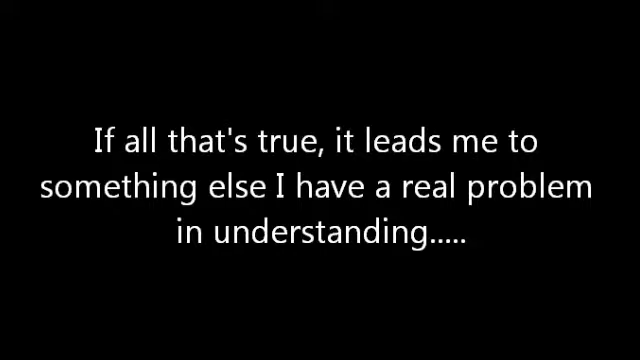 If all that's true, it leads me to
something else I have a real problem
in understanding.....